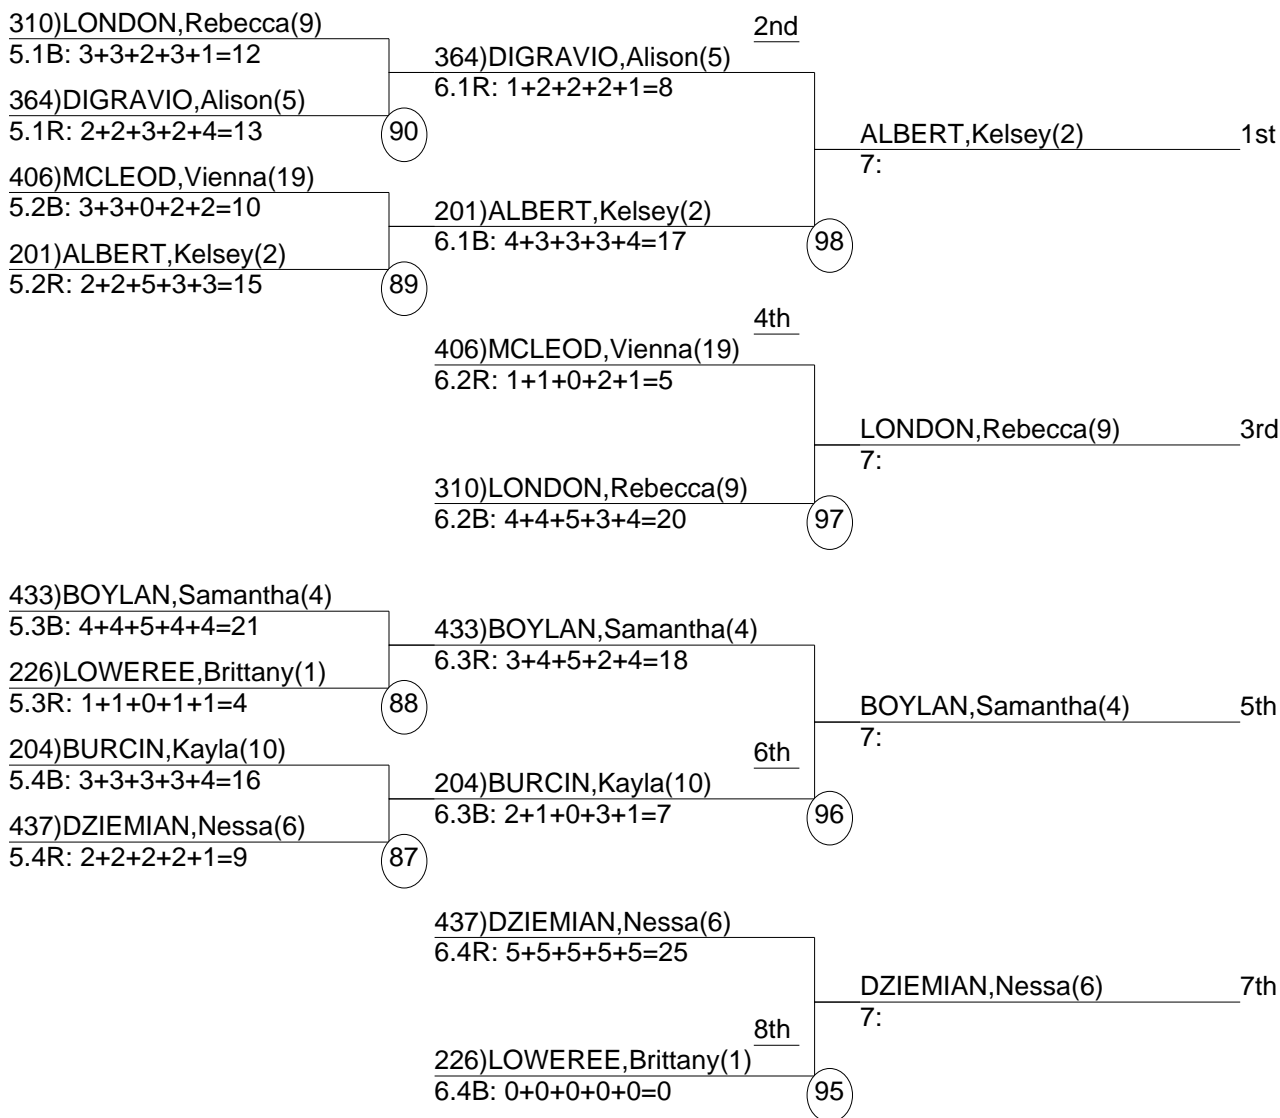 310)LONDON,Rebecca(9)
5.1B: 3+3+2+3+1=12
364)DIGRAVIO,Alison(5)
5.1R: 2+2+3+2+4=13
90
406)MCLEOD,Vienna(19)
5.2B: 3+3+0+2+2=10
201)ALBERT,Kelsey(2)
5.2R: 2+2+5+3+3=15
89
2nd
364)DIGRAVIO,Alison(5)
6.1R: 1+2+2+2+1=8
201)ALBERT,Kelsey(2)
6.1B: 4+3+3+3+4=17
98
ALBERT,Kelsey(2) 1st
7:
4th
406)MCLEOD,Vienna(19)
6.2R: 1+1+0+2+1=5
310)LONDON,Rebecca(9)
6.2B: 4+4+5+3+4=20
97
LONDON,Rebecca(9) 3rd
7:
433)BOYLAN,Samantha(4)
5.3B: 4+4+5+4+4=21
226)LOWEREE,Brittany(1)
5.3R: 1+1+0+1+1=4
88
204)BURCIN,Kayla(10)
5.4B: 3+3+3+3+4=16
437)DZIEMIAN,Nessa(6)
5.4R: 2+2+2+2+1=9
87
433)BOYLAN,Samantha(4)
6.3R: 3+4+5+2+4=18
6th
204)BURCIN,Kayla(10)
6.3B: 2+1+0+3+1=7
96
BOYLAN,Samantha(4) 5th
7:
437)DZIEMIAN,Nessa(6)
6.4R: 5+5+5+5+5=25
8th
226)LOWEREE,Brittany(1)
6.4B: 0+0+0+0+0=0
95
DZIEMIAN,Nessa(6) 7th
7: